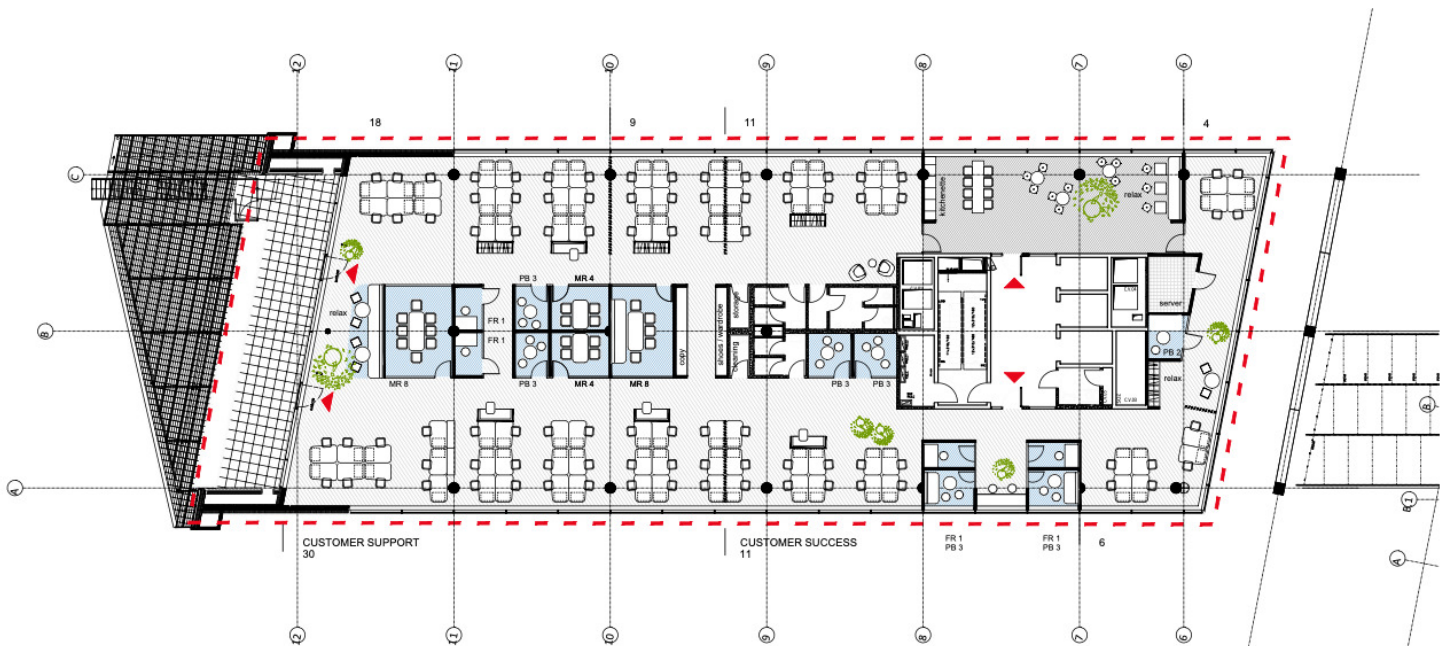 12
11
10
9
8
7
6
18
9
11
4
C
kitchenette
relax
PB 3
MR 4
storage
shoes / wardrobe
cleaning
server
relax
FR 1
B
FR 1
PB 2
copy
relax
MR 8
PB 3
MR 4
MR 8
PB 3
PB 3
B
A
CUSTOMER SUPPORT
30
CUSTOMER SUCCESS
11
FR 1
PB 3
FR 1
PB 3
6
B1
A
12
11
10
9
8
7
6